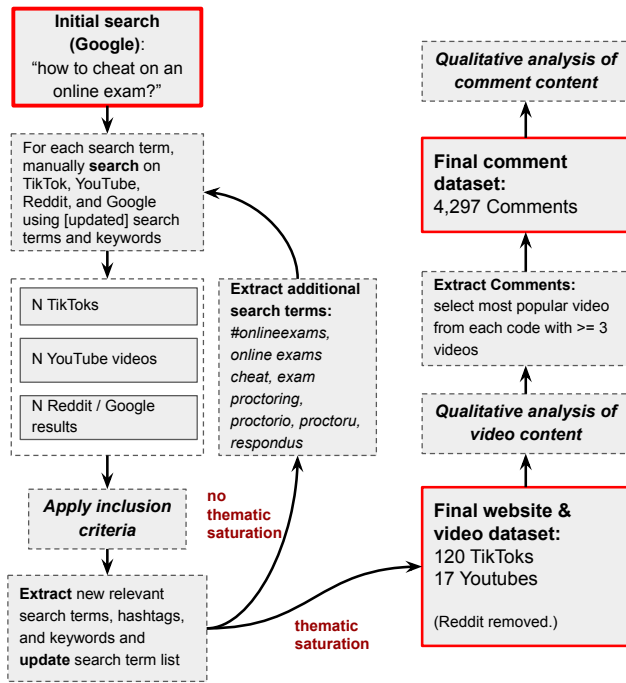 Initial search
(Google):
“how to cheat on an
online exam?”
For each search term,
manually search on
TikTok, YouTube,
Reddit, and Google
using [updated] search
terms and keywords
N TikToks
N YouTube videos
N Reddit / Google
results
Apply inclusion
criteria
Extract new relevant
search terms, hashtags,
and keywords and
update search term list
no
thematic
saturation
Extract additional
search terms:
#onlineexams,
online exams
cheat, exam
proctoring,
proctorio, proctoru,
respondus
thematic
saturation
Final website &
video dataset:
120 TikToks
17 Youtubes
(Reddit removed.)
Qualitative analysis of
video content
Extract Comments:
select most popular video
from each code with >= 3
videos
Final comment
dataset:
4,297 Comments
Qualitative analysis of
comment content